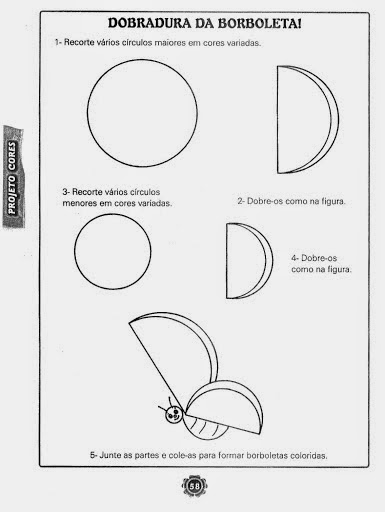 DOBRADURA DA BORBOLETA!
1- Recorte vários círculos maiores em cores variadas.
PROJETO CORES
3- Recorte vários círculos
menores em cores variadas.
2- Dobre-os como na figura.
4- Dobre-os
como na figura.
5- Junte as partes e cole-as para formar borboletas coloridas.
58